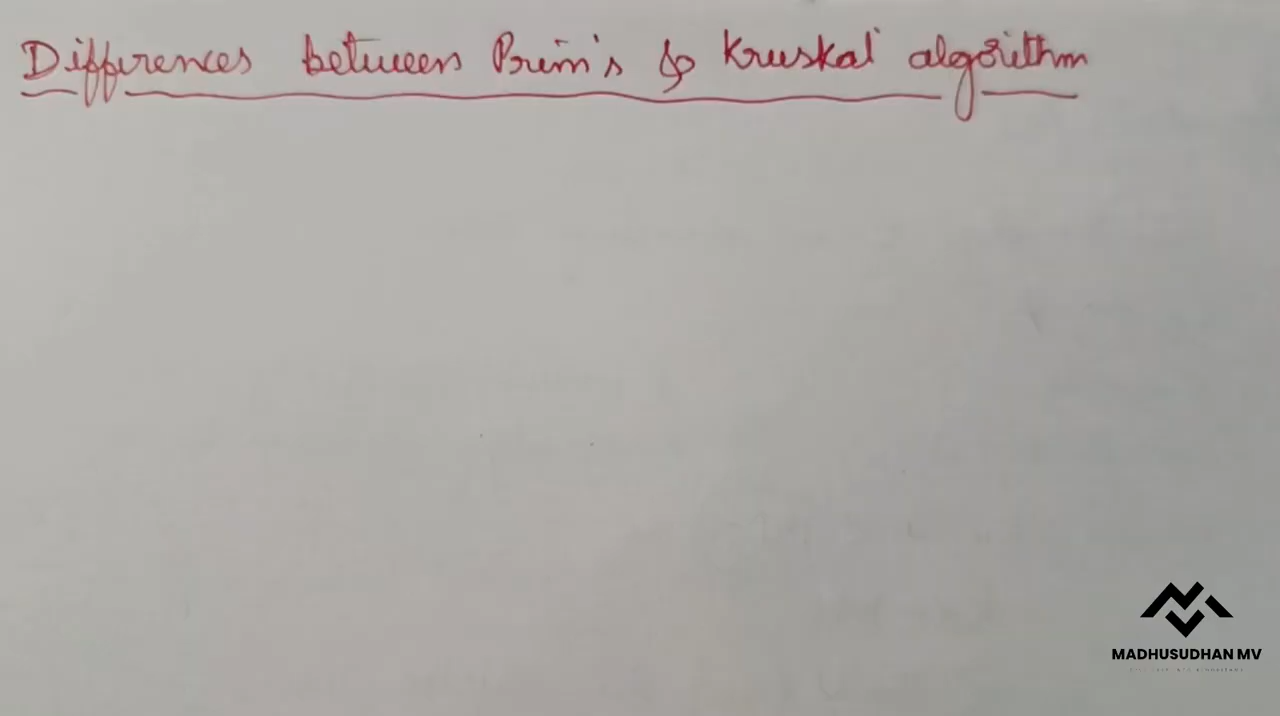 Differences between Prim's & Kruskal' algorithm
MADHUSUDHAN MV